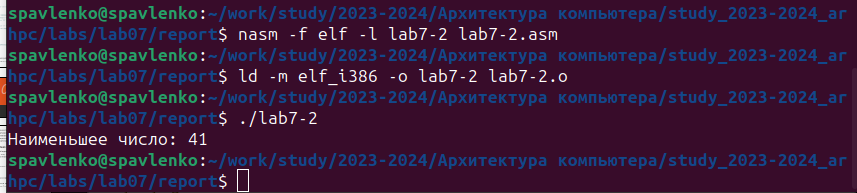 spavlenko@spavlenko:~/work/study/2023-2024/Архитектура компьютера/study_2023-2024_ar
hpc/labs/lab07/report$ nasm -f elf -l lab7-2 lab7-2.asm
spavlenko@spavlenko:~/work/study/2023-2024/Архитектура компьютера/study_2023-2024_ar
hpc/labs/lab07/report$ ld -m elf_i386 -o lab7-2 lab7-2.o
spavlenko@spavlenko:~/work/study/2023-2024/Архитектура компьютера/study_2023-2024_ar
hpc/labs/lab07/report$ ./lab7-2
Наименьшее число: 41
spavlenko@spavlenko:~/work/study/2023-2024/Архитектура компьютера/study_2023-2024_ar
hpc/labs/lab07/report$